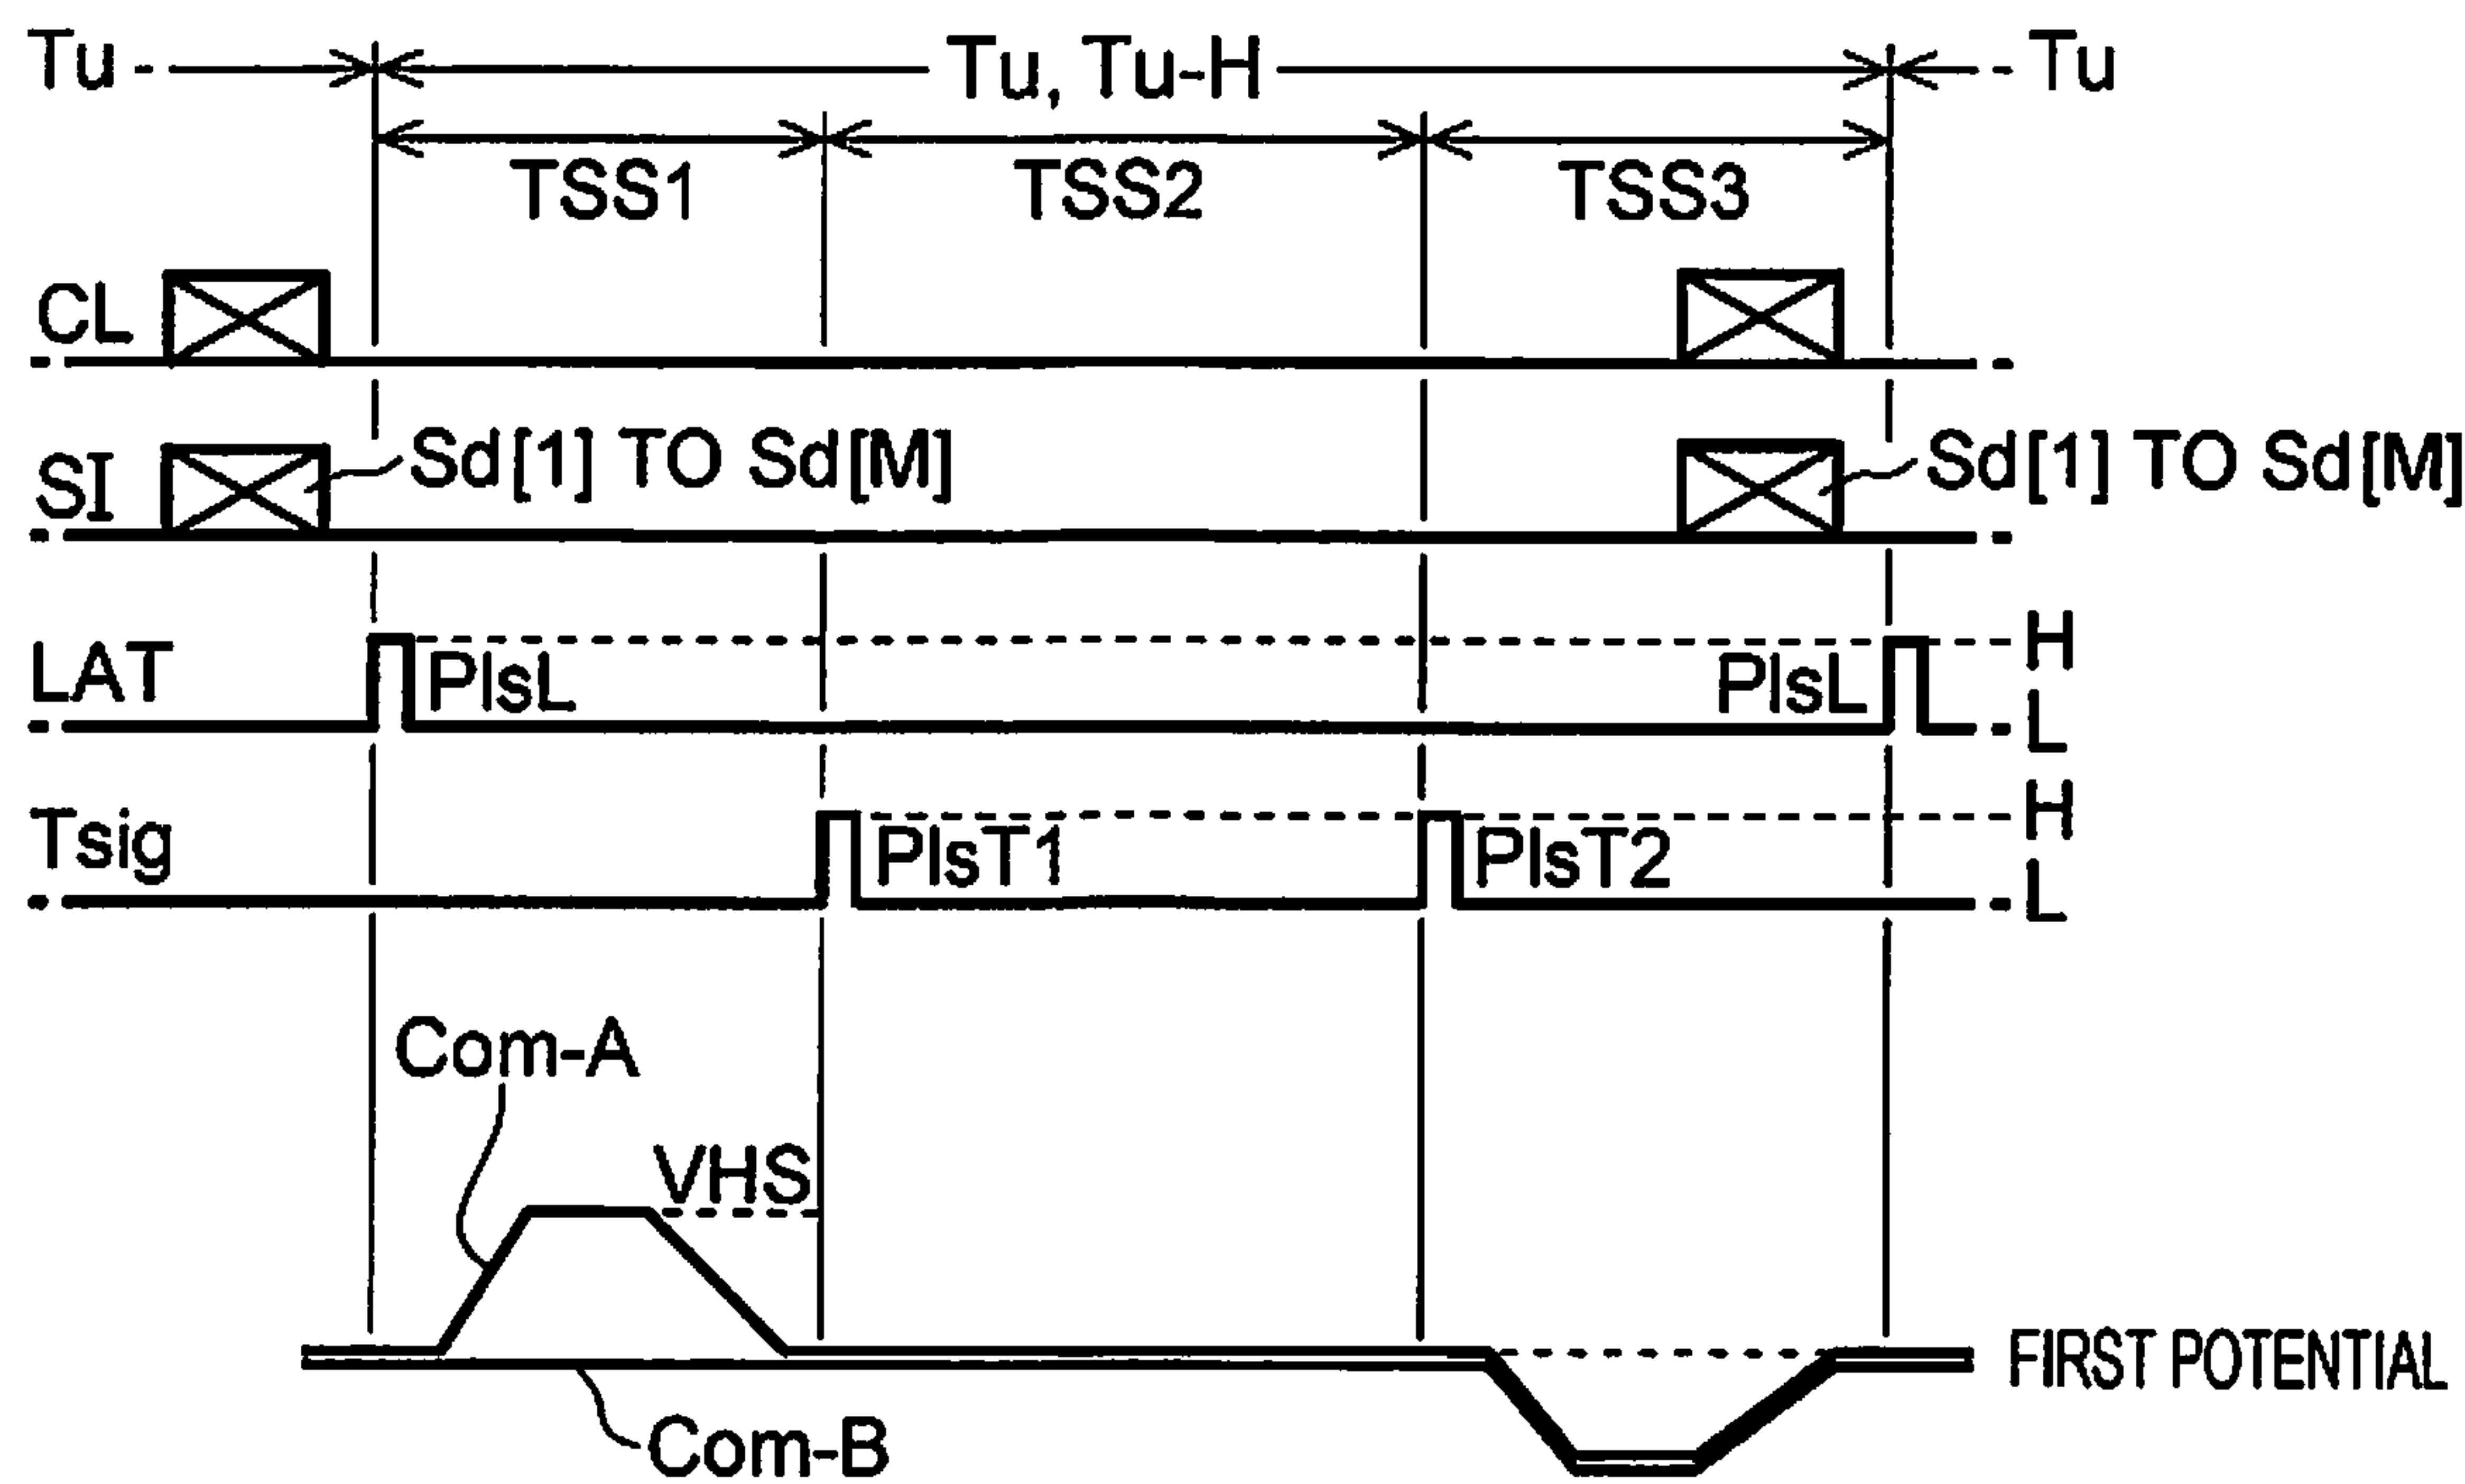 Tu Tu, Tu-H Tu
TSS1 TSS2 TSS3
CL
SI Sd[1] TO Sd[M] Sd[1] TO Sd[M]
LAT PlsL PlsL H
L
Tsig PlsT1 PlsT2 H
L
Com-A
VHS
FIRST POTENTIAL
Com-B